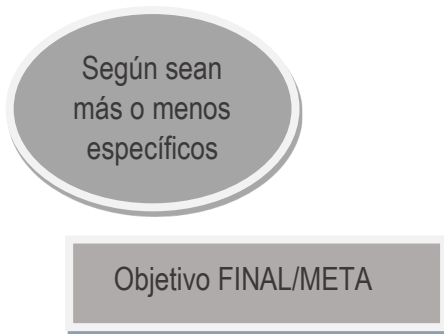 Según sean
más o menos
específicos
Objetivo FINAL/META